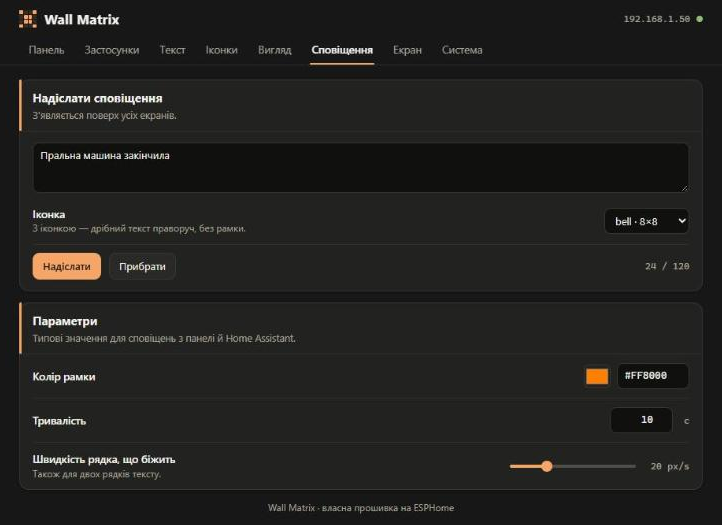 Wall Matrix
192.168.1.50
Панель Застосунки Текст Іконки Вигляд Сповіщення Екран Система
Надіслати сповіщення
З'являється поверх усіх екранів.
Пральна машина закінчила
Іконка
З іконкою — дрібний текст праворуч, без рамки.
bell · 8×8
Надіслати Прибрати
24 / 120
Параметри
Типові значення для сповіщень з панелі й Home Assistant.
Колір рамки
#FF8000
Тривалість
10 с
Швидкість рядка, що біжить
Також для двох рядків тексту.
20 px/s
Wall Matrix · власна прошивка на ESPHome